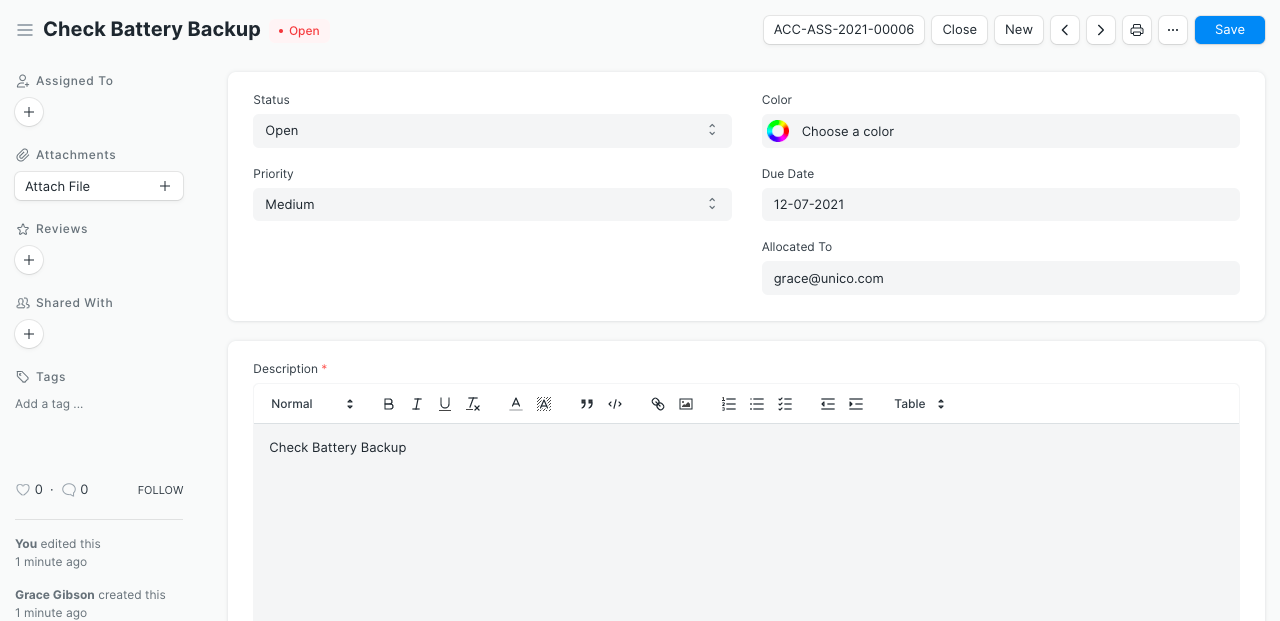 Check Battery Backup
Open
ACC-ASS-2021-00006
Close
New
Save
Assigned To
Attachments
Attach File
Reviews
Shared With
Tags
Add a tag ...
0 · 0
FOLLOW
You edited this
1 minute ago
Grace Gibson created this
1 minute ago
Status
Open
Priority
Medium
Color
Choose a color
Due Date
12-07-2021
Allocated To
grace@unico.com
Description *
Normal
Table
Check Battery Backup